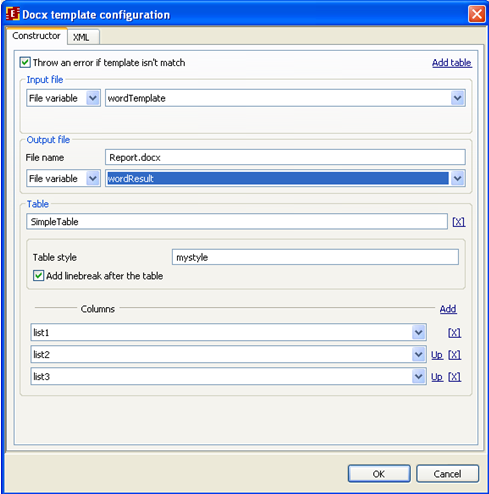 Docx template configuration
Constructor XML
Throw an error if template isn't match Add table
Input file
File variable wordTemplate
Output file
File name Report.docx
File variable wordResult
Table
SimpleTable [X]
Table style mystyle
Add linebreak after the table
Columns Add
list1 [X]
list2 Up [X]
list3 Up [X]
OK Cancel